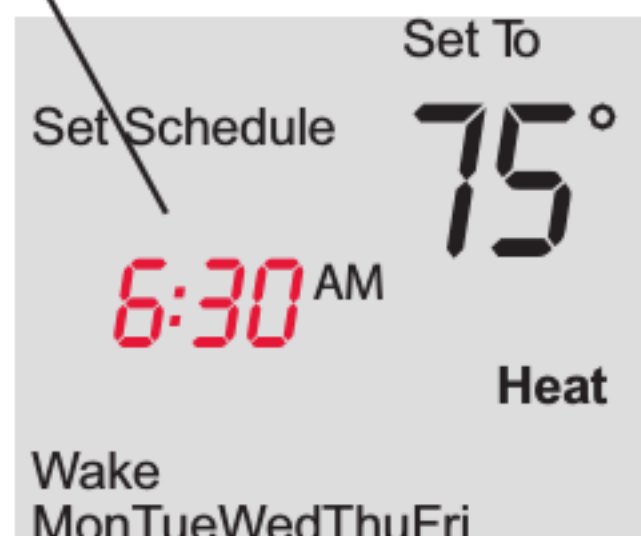 Set To
Set Schedule
75°
6:30 AM
Heat
Wake
MonTueWedThuFri